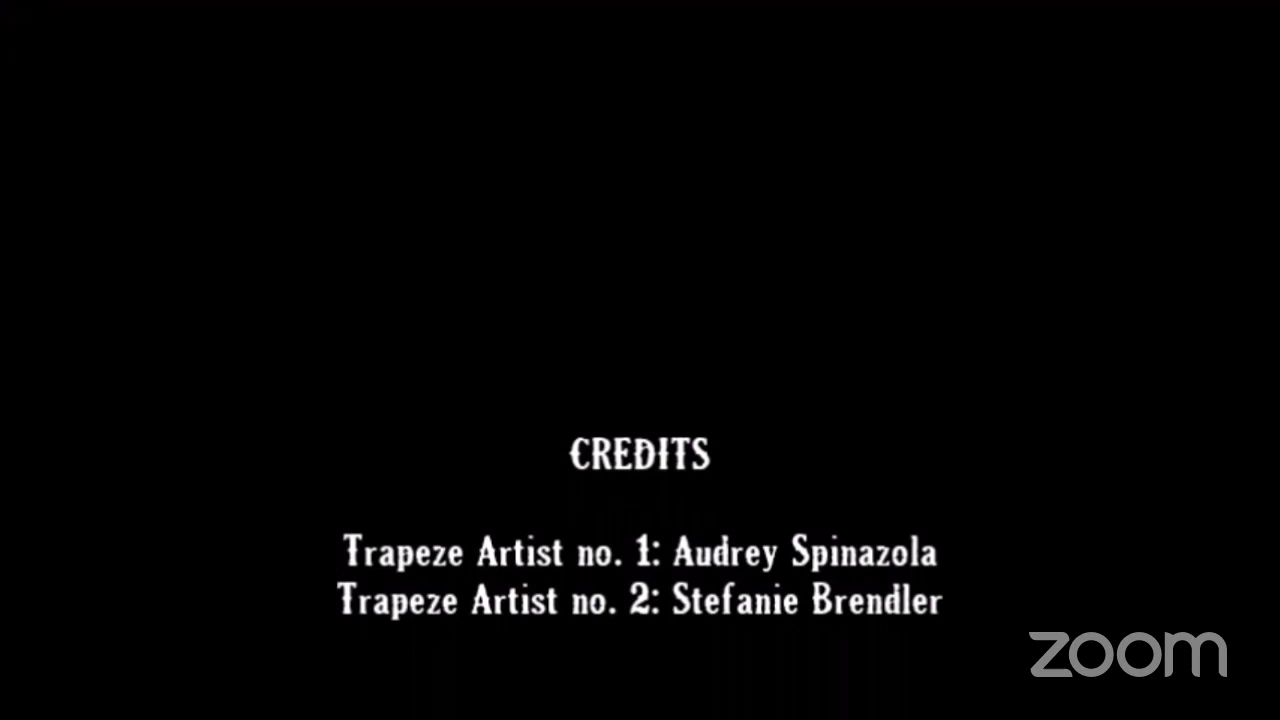 CREDITS
Trapeze Artist no. 1: Audrey Spinazola
Trapeze Artist no. 2: Stefanie Brendler
zoom